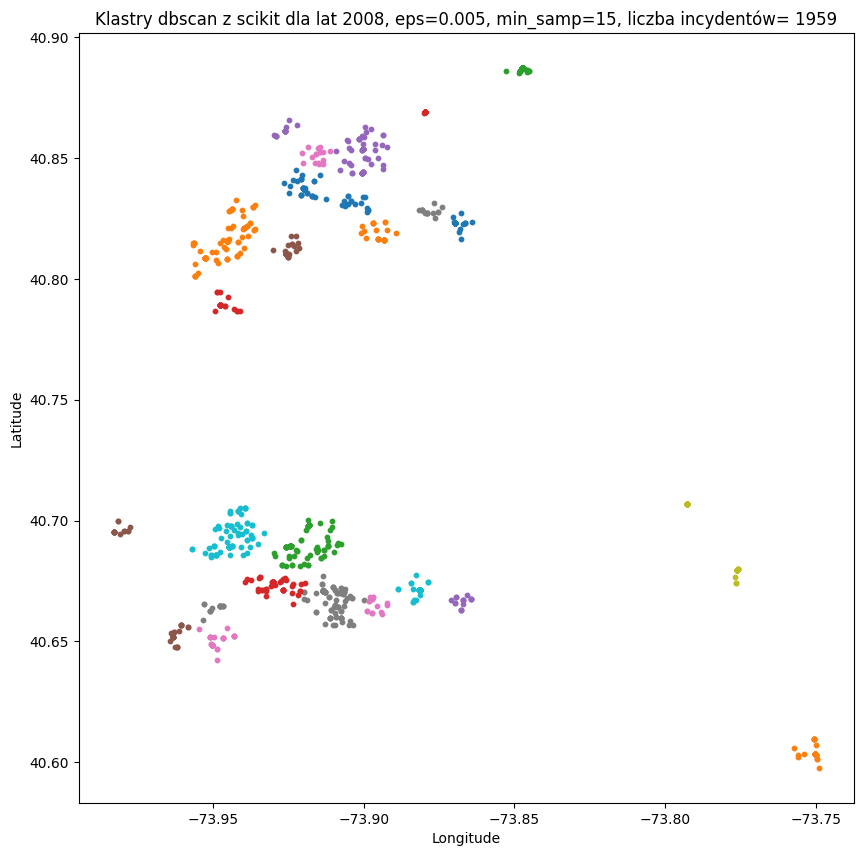 Klastry dbscan z scikit dla lat 2008, eps=0.005, min_samp=15, liczba incydentów= 1959
40.90
40.85
40.80
40.75
40.70
40.65
40.60
Latitude
−73.95 −73.90 −73.85 −73.80 −73.75
Longitude